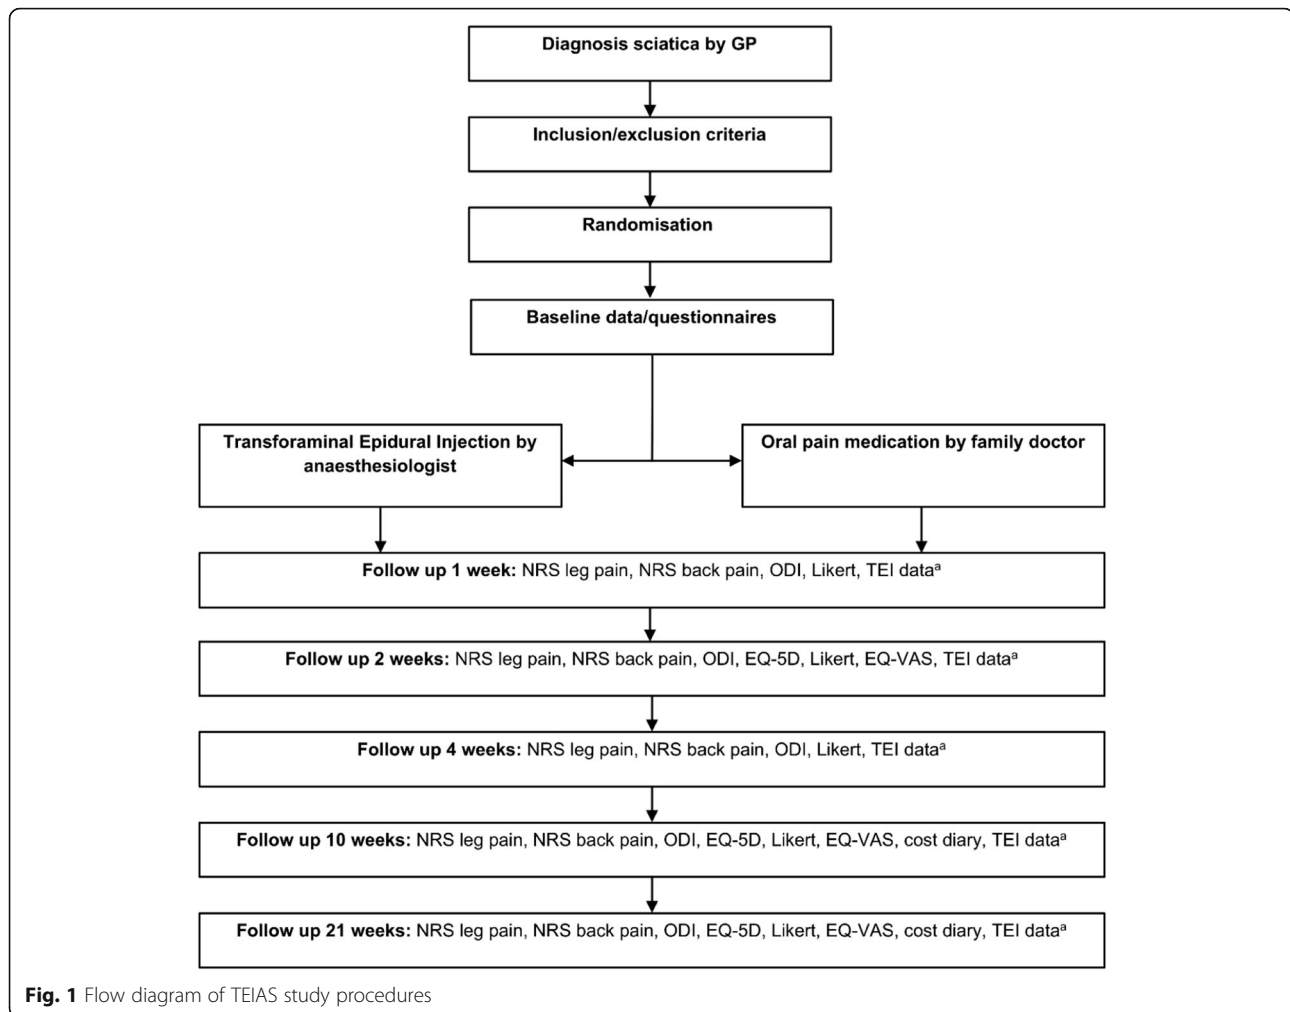 Diagnosis sciatica by GP
Inclusion/exclusion criteria
Randomisation
Baseline data/questionnaires
Transforaminal Epidural Injection by
anaesthesiologist
Oral pain medication by family doctor
Follow up 1 week: NRS leg pain, NRS back pain, ODI, Likert, TEI dataᵃ
Follow up 2 weeks: NRS leg pain, NRS back pain, ODI, EQ-5D, Likert, EQ-VAS, TEI dataᵃ
Follow up 4 weeks: NRS leg pain, NRS back pain, ODI, Likert, TEI dataᵃ
Follow up 10 weeks: NRS leg pain, NRS back pain, ODI, EQ-5D, Likert, EQ-VAS, cost diary, TEI dataᵃ
Follow up 21 weeks: NRS leg pain, NRS back pain, ODI, EQ-5D, Likert, EQ-VAS, cost diary, TEI dataᵃ
Fig. 1 Flow diagram of TEIAS study procedures